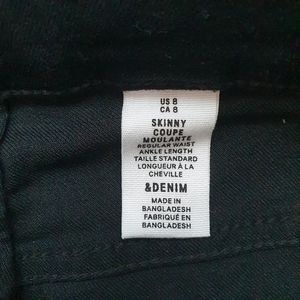 US 8
CA 8
SKINNY
COUPE
MOULANTE
REGULAR WAIST
ANKLE LENGTH
TAILLE STANDARD
LONGUEUR À LA
CHEVILLE
&DENIM
MADE IN
BANGLADESH
FABRIQUÉ EN
BANGLADESH